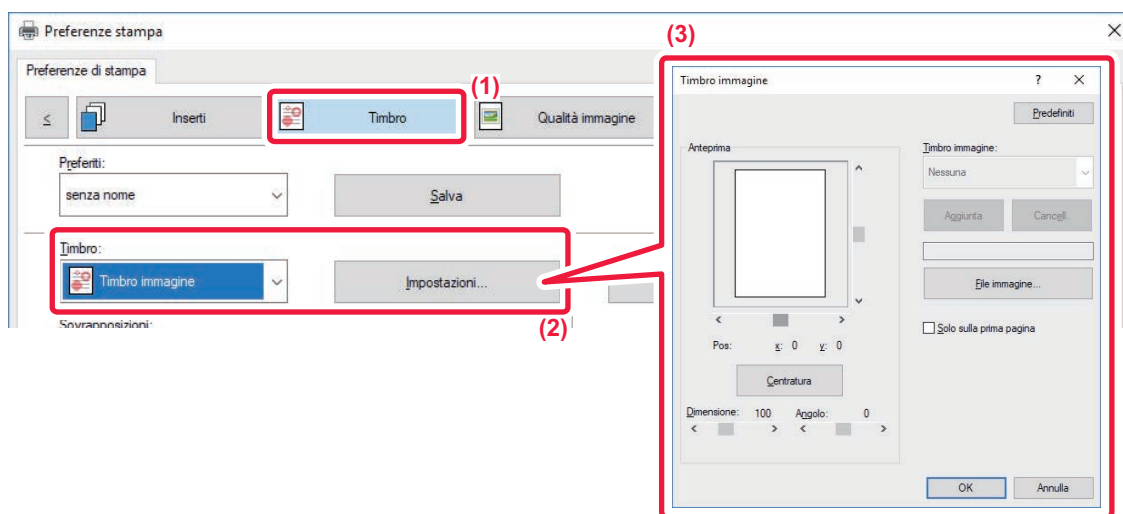 Preferenze stampa
Preferenze di stampa
(1)
< Inserti Timbro Qualità immagine
Preferiti:
senza nome Salva
Timbro:
Timbro immagine Impostazioni...
(2)
Sovrapposizioni:
(3)
Timbro immagine ? X
Predefiniti
Anteprima
Timbro immagine:
Nessuna
Aggiunta Cancell.
File immagine...
Solo sulla prima pagina
Pos: x: 0 y: 0
Centratura
Dimensione: 100 Angolo: 0
OK Annulla